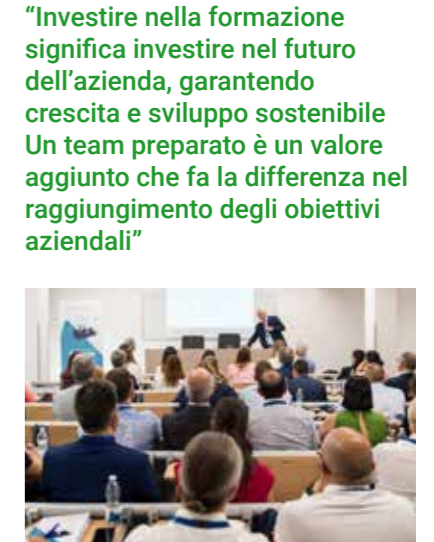 “Investire nella formazione
significa investire nel futuro
dell’azienda, garantendo
crescita e sviluppo sostenibile
Un team preparato è un valore
aggiunto che fa la differenza nel
raggiungimento degli obiettivi
aziendali”